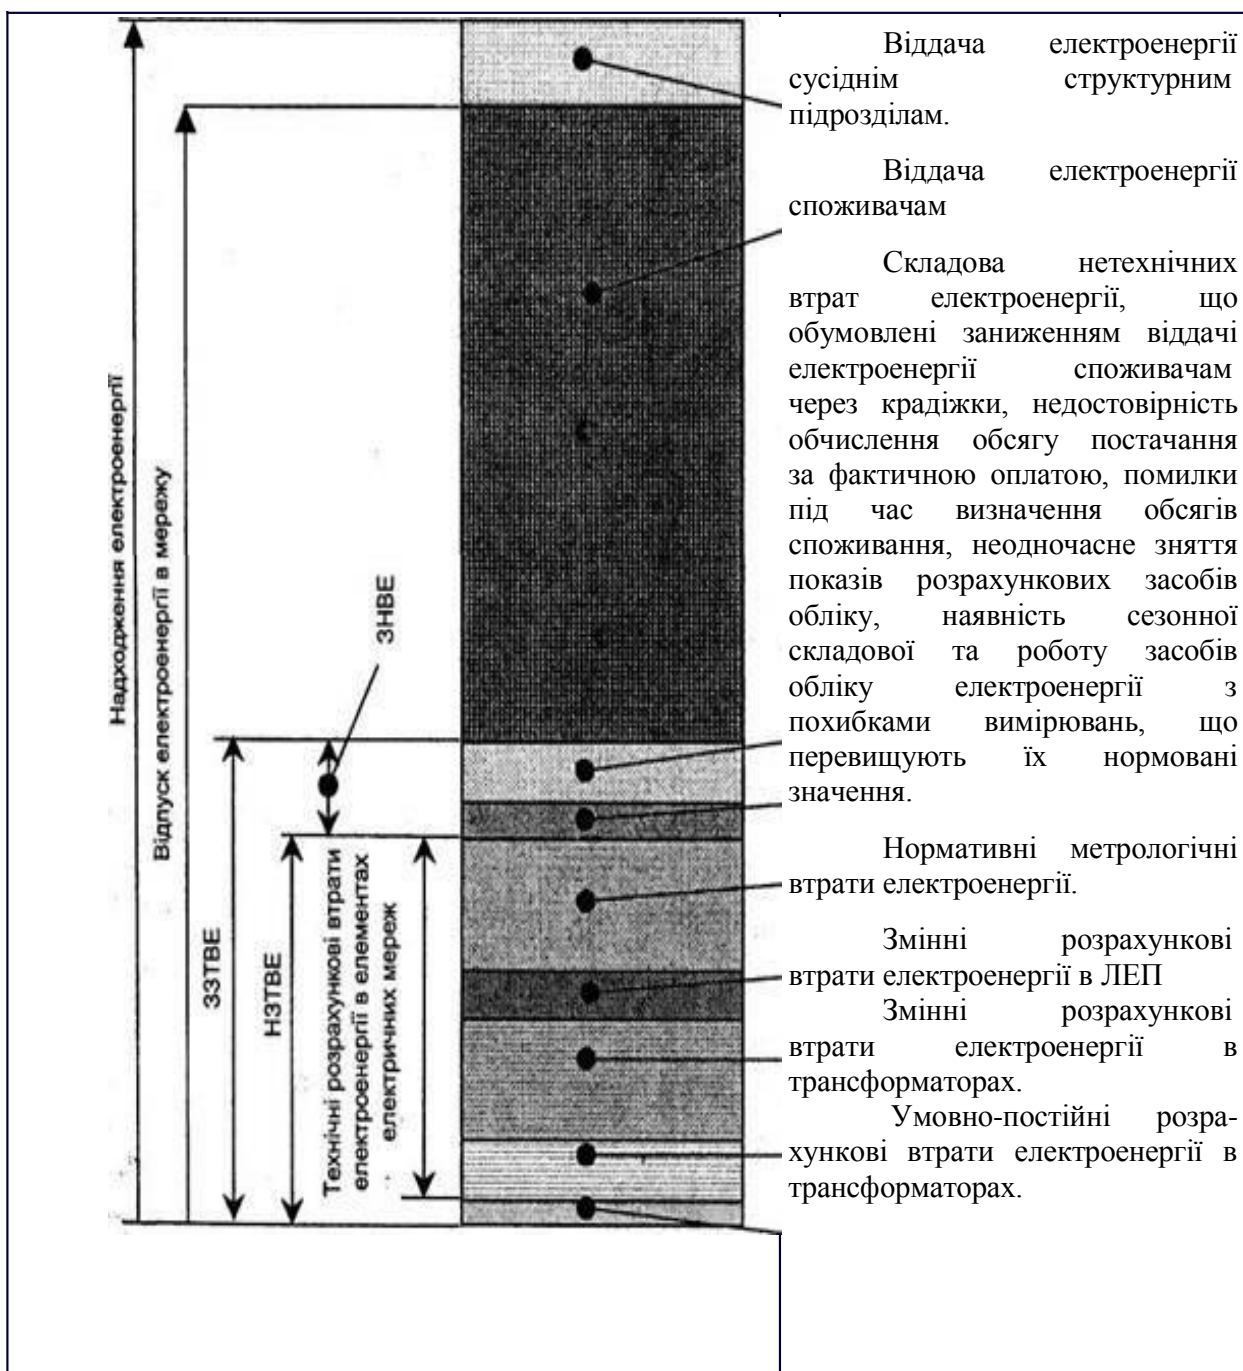 Надходження електроенергії
Відпуск електроенергії в мережу
ЗЗТВЕ
НЗТВЕ
Технічні розрахункові втрати
електроенергії в елементах
електричних мереж
ЗНВЕ
Віддача електроенергії
сусіднім структурним
підрозділам.
Віддача електроенергії
споживачам
Складова нетехнічних
втрат електроенергії, що
обумовлені заниженням віддачі
електроенергії споживачам
через крадіжки, недостовірність
обчислення обсягу постачання
за фактичною оплатою, помилки
під час визначення обсягів
споживання, неодночасне зняття
показів розрахункових засобів
обліку, наявність сезонної
складової та роботу засобів
обліку електроенергії з
похибками вимірювань, що
перевищують їх нормовані
значення.
Нормативні метрологічні
втрати електроенергії.
Змінні розрахункові
втрати електроенергії в ЛЕП
Змінні розрахункові
втрати електроенергії в
трансформаторах.
Умовно-постійні розра-
хункові втрати електроенергії в
трансформаторах.